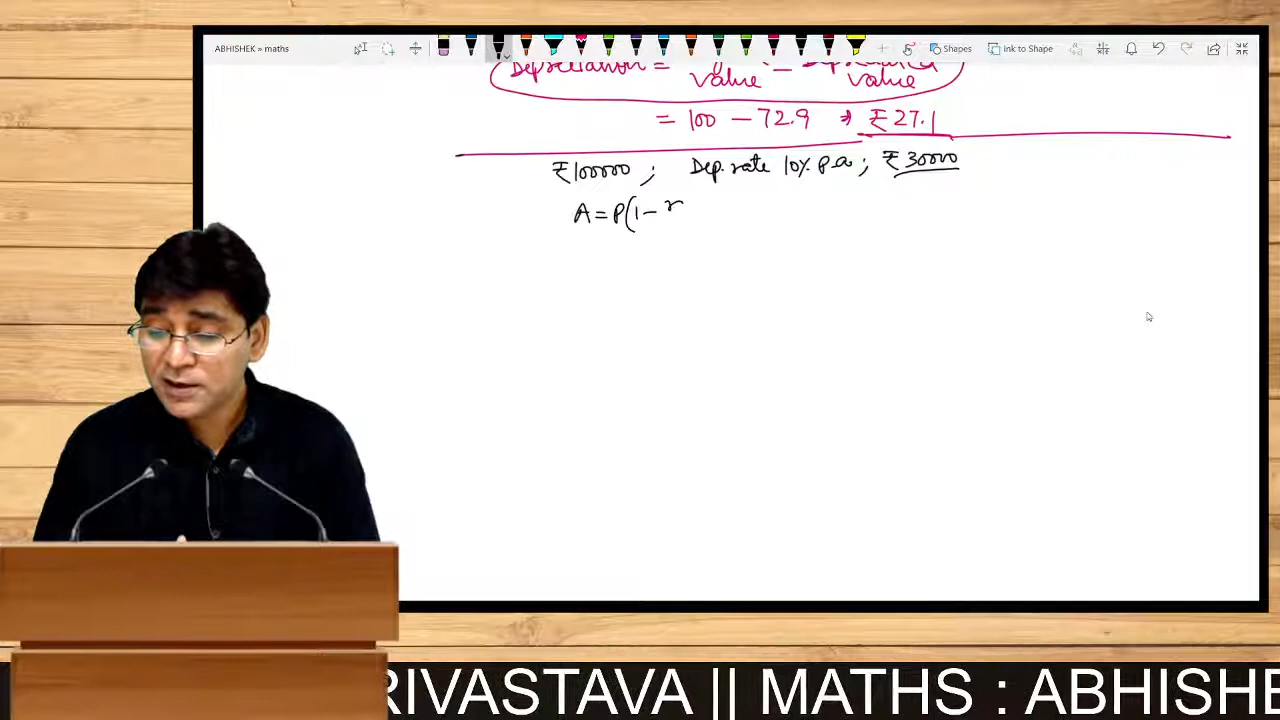 ABHISHEK » maths
Shapes
Ink to Shape
Depreciation = –
value value
= 100 – 72.9 ⇒ ₹27.1
₹100000 ; Dep. rate 10% p.a ; ₹30000
A = P(1 – r
RIVASTAVA || MATHS : ABHISHE